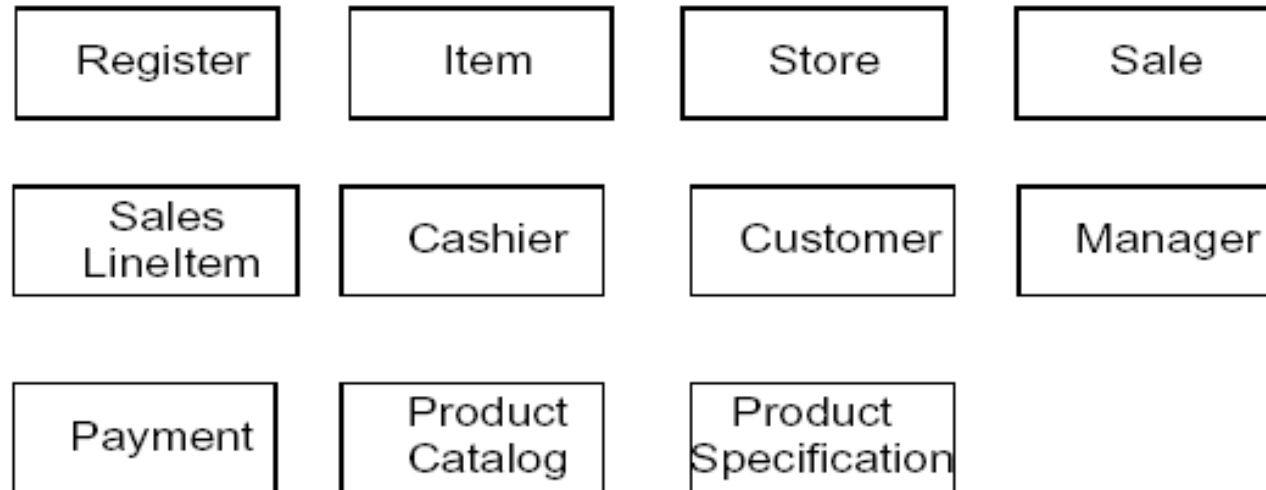 Register
Item
Store
Sale
Sales
LineItem
Cashier
Customer
Manager
Payment
Product
Catalog
Product
Specification